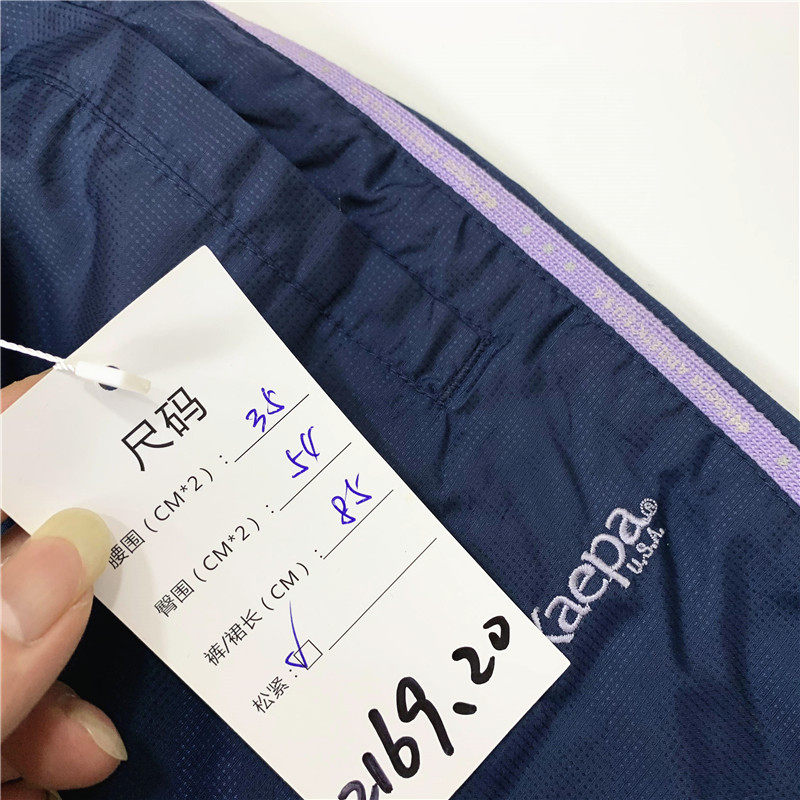 尺码
腰围(CM*2): 35
臀围(CM*2): 54
裤/裙长(CM): 85
松紧: ☑
2169.20
Kaepa®
U.S.A.